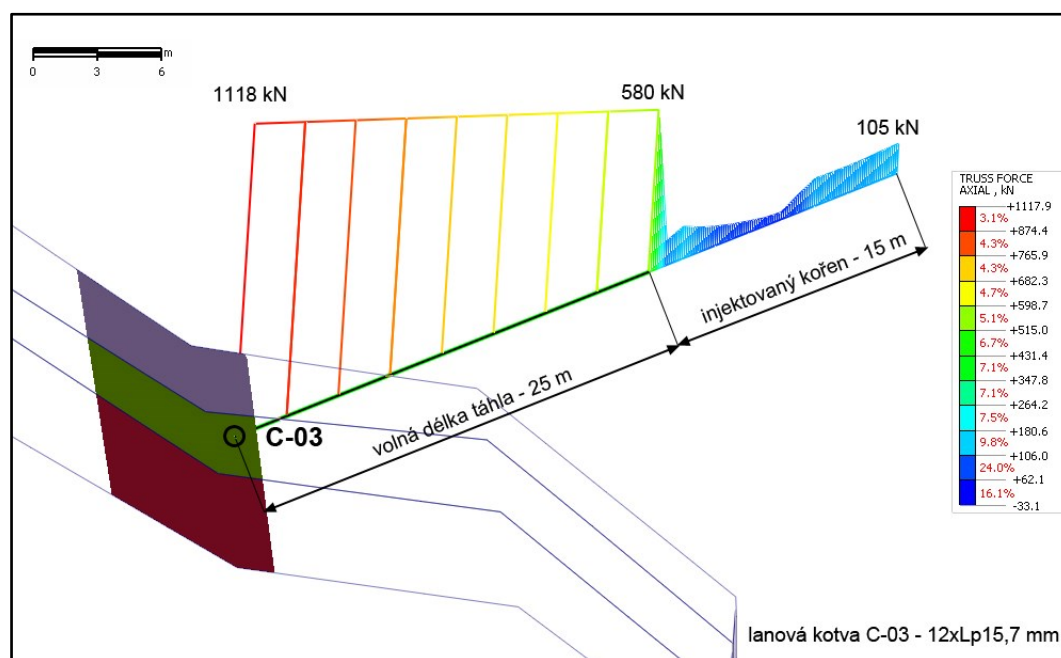 m
0 3 6
1118 kN
580 kN
105 kN
TRUSS FORCE
AXIAL , kN
+1117.9
3.1%
+874.4
4.3%
+765.9
4.3%
+682.3
4.7%
+598.7
5.1%
+515.0
6.7%
+431.4
7.1%
+347.8
7.1%
+264.2
7.5%
+180.6
9.8%
+106.0
24.0%
+62.1
16.1%
-33.1
injektovaný kořen - 15 m
volná délka táhla - 25 m
C-03
lanová kotva C-03 - 12xLp15,7 mm